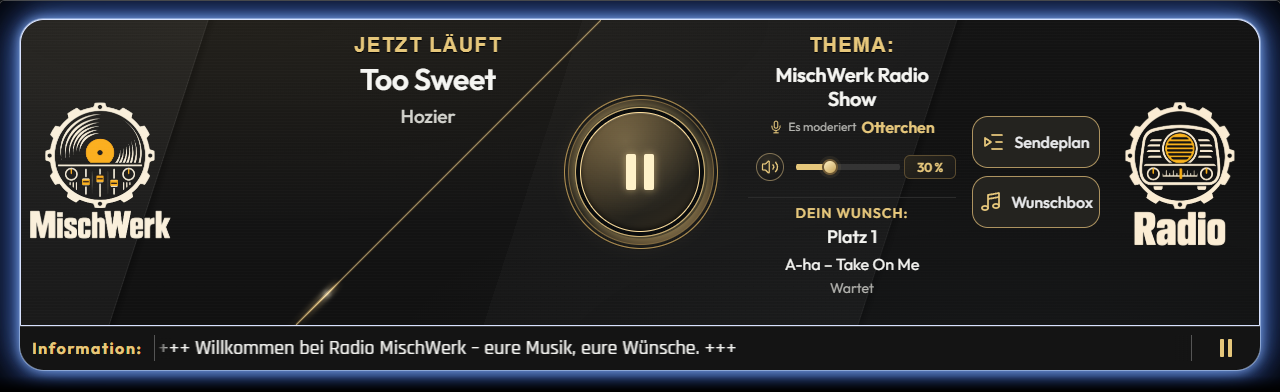 JETZT LÄUFT
Too Sweet
Hozier
MischWerk
THEMA:
MischWerk Radio
Show
Es moderiert Otterchen
30 %
DEIN WUNSCH:
Platz 1
A-ha – Take On Me
Wartet
Sendeplan
Wunschbox
Radio
Information:
+++ Willkommen bei Radio MischWerk – eure Musik, eure Wünsche. +++